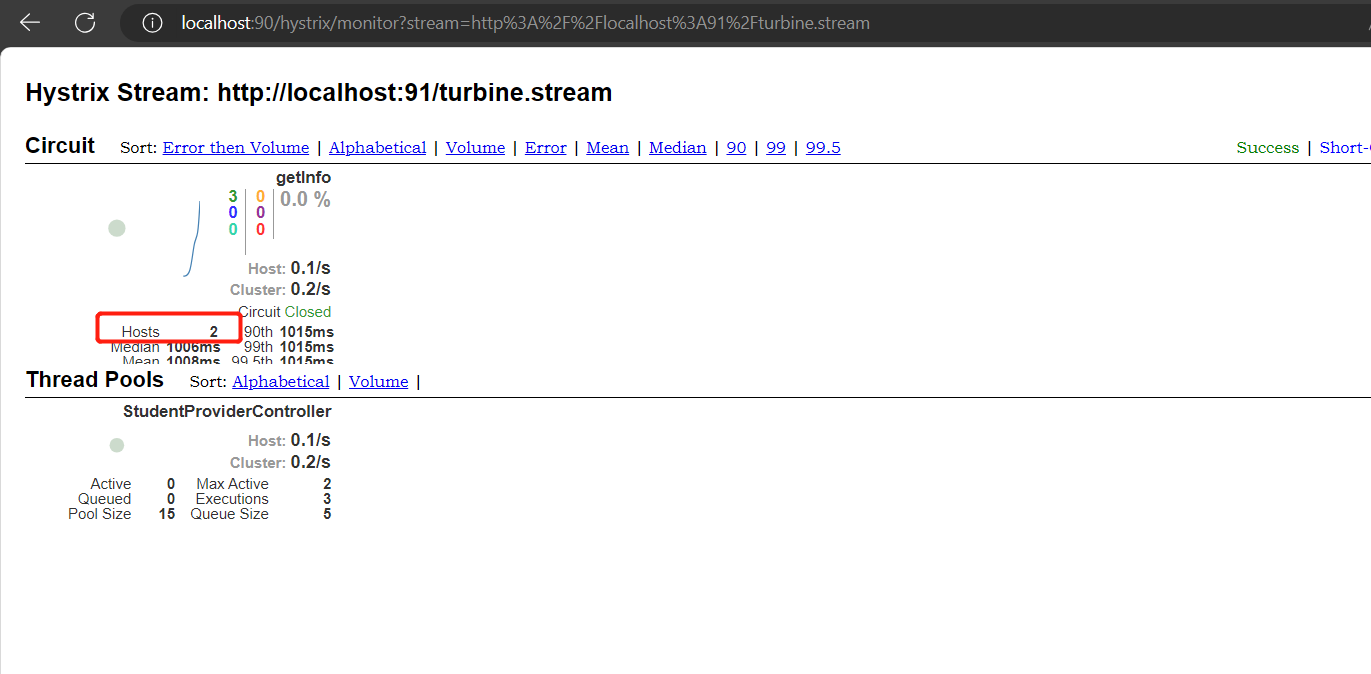 localhost:90/hystrix/monitor?stream=http%3A%2F%2Flocalhost%3A91%2Fturbine.stream
Hystrix Stream: http://localhost:91/turbine.stream
Circuit Sort: Error then Volume | Alphabetical | Volume | Error | Mean | Median | 90 | 99 | 99.5 Success | Short-
getInfo
3 0 0.0 %
0 0
0 0
Host: 0.1/s
Cluster: 0.2/s
Circuit Closed
Hosts 2 90th 1015ms
Median 1006ms 99th 1015ms
Mean 1008ms 99.5th 1015ms
Thread Pools Sort: Alphabetical | Volume |
StudentProviderController
Host: 0.1/s
Cluster: 0.2/s
Active 0 Max Active 2
Queued 0 Executions 3
Pool Size 15 Queue Size 5